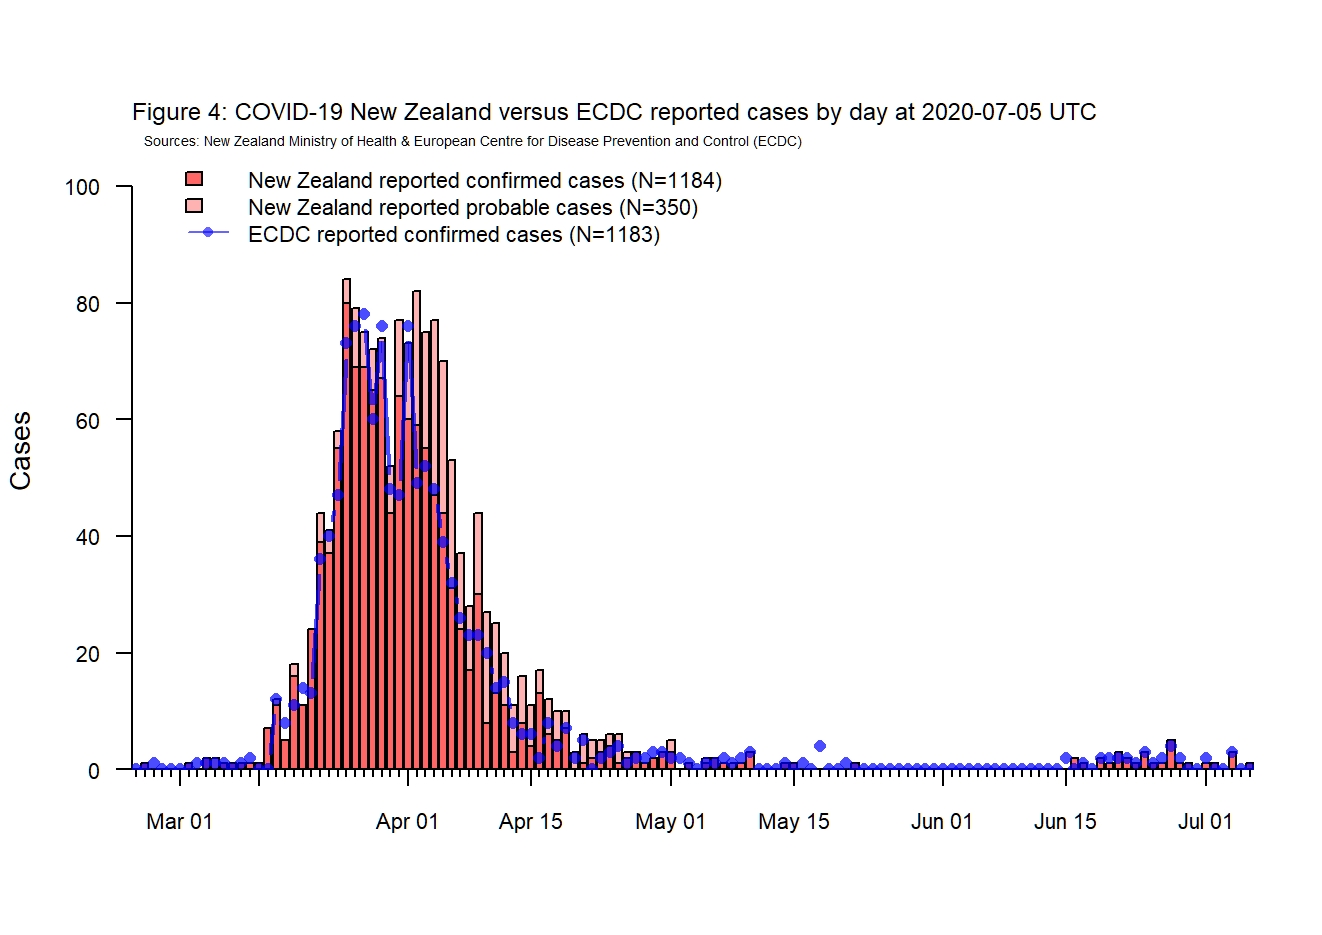 Figure 4: COVID-19 New Zealand versus ECDC reported cases by day at 2020-07-05 UTC
Sources: New Zealand Ministry of Health & European Centre for Disease Prevention and Control (ECDC)
New Zealand reported confirmed cases (N=1184)
New Zealand reported probable cases (N=350)
ECDC reported confirmed cases (N=1183)
Cases
100
80
60
40
20
0
Mar 01
Apr 01
Apr 15
May 01
May 15
Jun 01
Jun 15
Jul 01